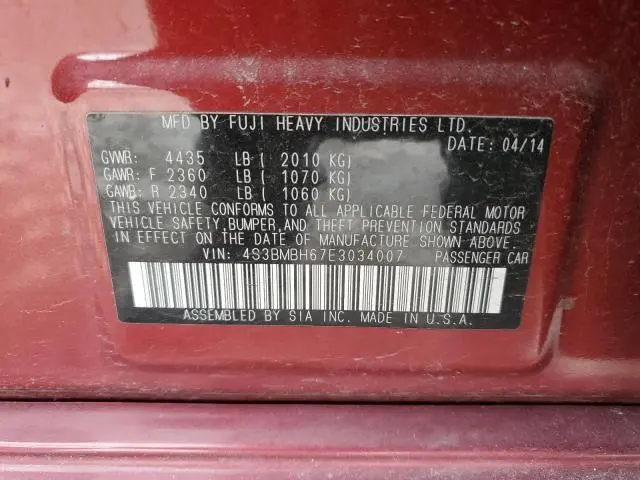 MFD BY FUJI HEAVY INDUSTRIES LTD.
DATE: 04/14
GVWR: 4435 LB ( 2010 KG)
GAWR: F 2360 LB ( 1070 KG)
GAWR: R 2340 LB ( 1060 KG)
THIS VEHICLE CONFORMS TO ALL APPLICABLE FEDERAL MOTOR
VEHICLE SAFETY, BUMPER, AND THEFT PREVENTION STANDARDS
IN EFFECT ON THE DATE OF MANUFACTURE SHOWN ABOVE.
VIN: 4S3BMBH67E3034007 PASSENGER CAR
ASSEMBLED BY SIA INC. MADE IN U.S.A.